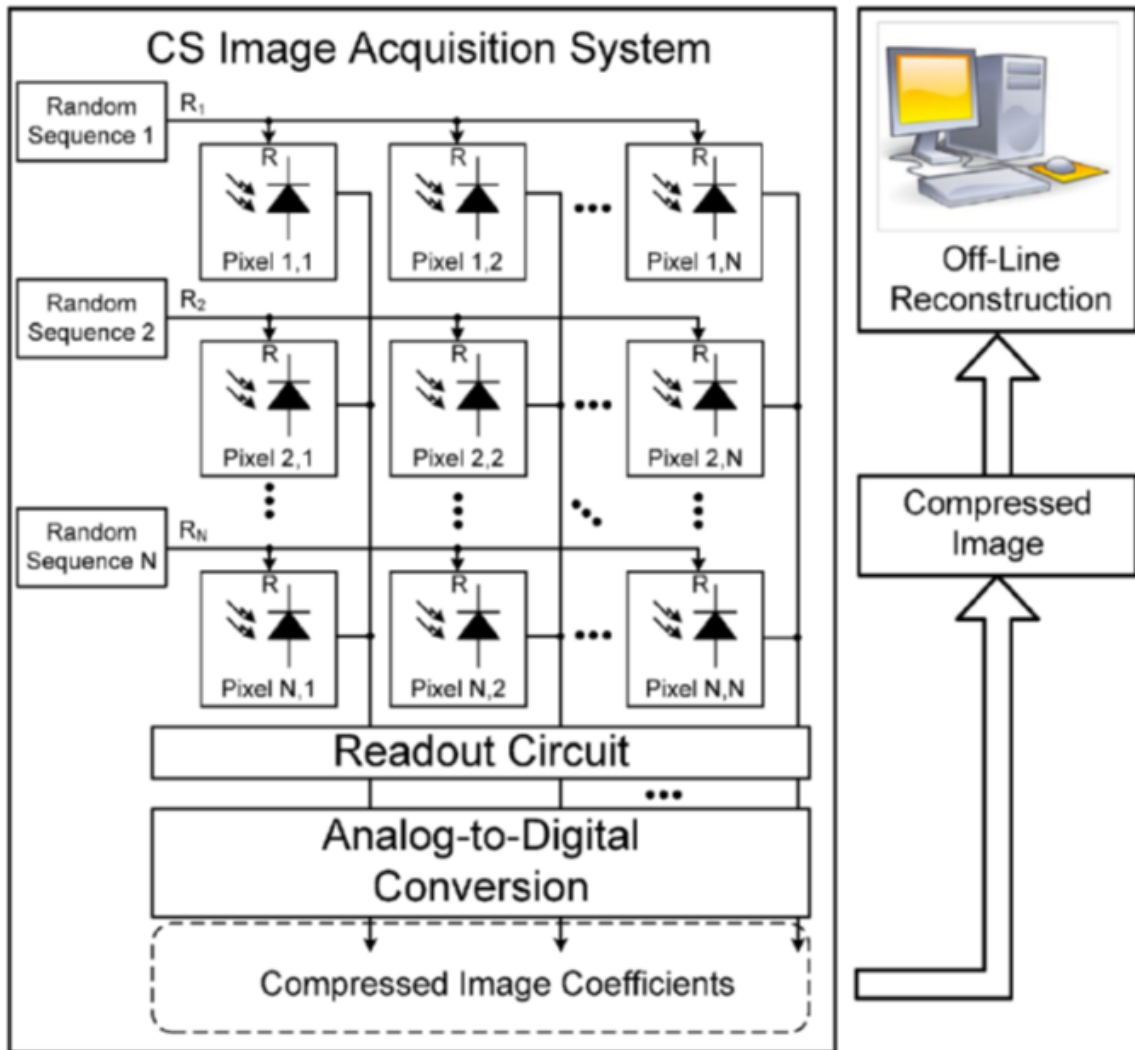 CS Image Acquisition System
Random
Sequence 1
R₁
R
R
R
Pixel 1,1
Pixel 1,2
Pixel 1,N
Random
Sequence 2
R₂
R
R
R
Pixel 2,1
Pixel 2,2
Pixel 2,N
Random
Sequence N
R_N
R
R
R
Pixel N,1
Pixel N,2
Pixel N,N
Readout Circuit
Analog-to-Digital
Conversion
Compressed Image Coefficients
Off-Line
Reconstruction
Compressed
Image